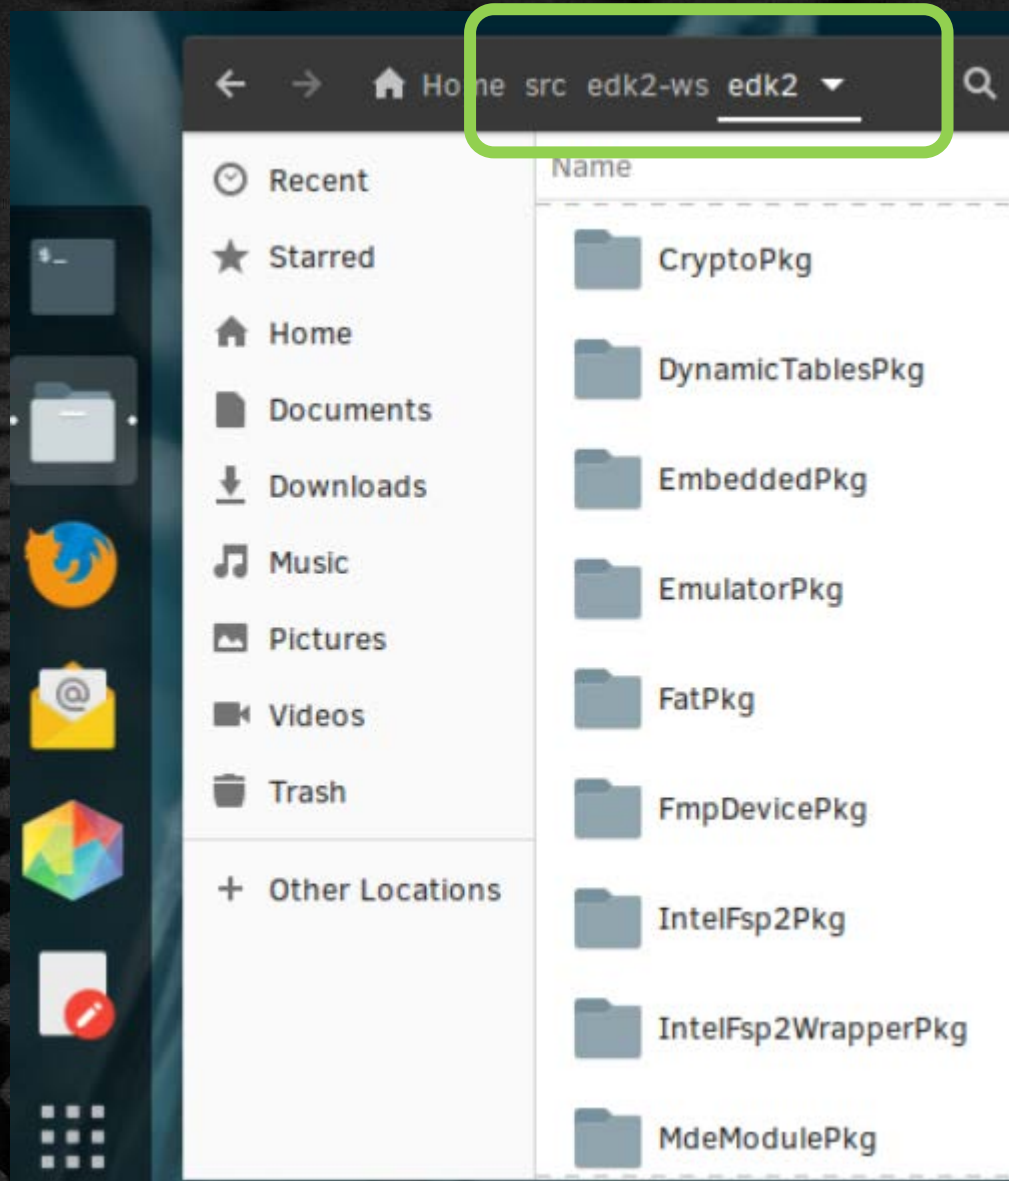 Home src edk2-ws edk2
Name
Recent
Starred
Home
Documents
Downloads
Music
Pictures
Videos
Trash
+ Other Locations
CryptoPkg
DynamicTablesPkg
EmbeddedPkg
EmulatorPkg
FatPkg
FmpDevicePkg
IntelFsp2Pkg
IntelFsp2WrapperPkg
MdeModulePkg
$_
@